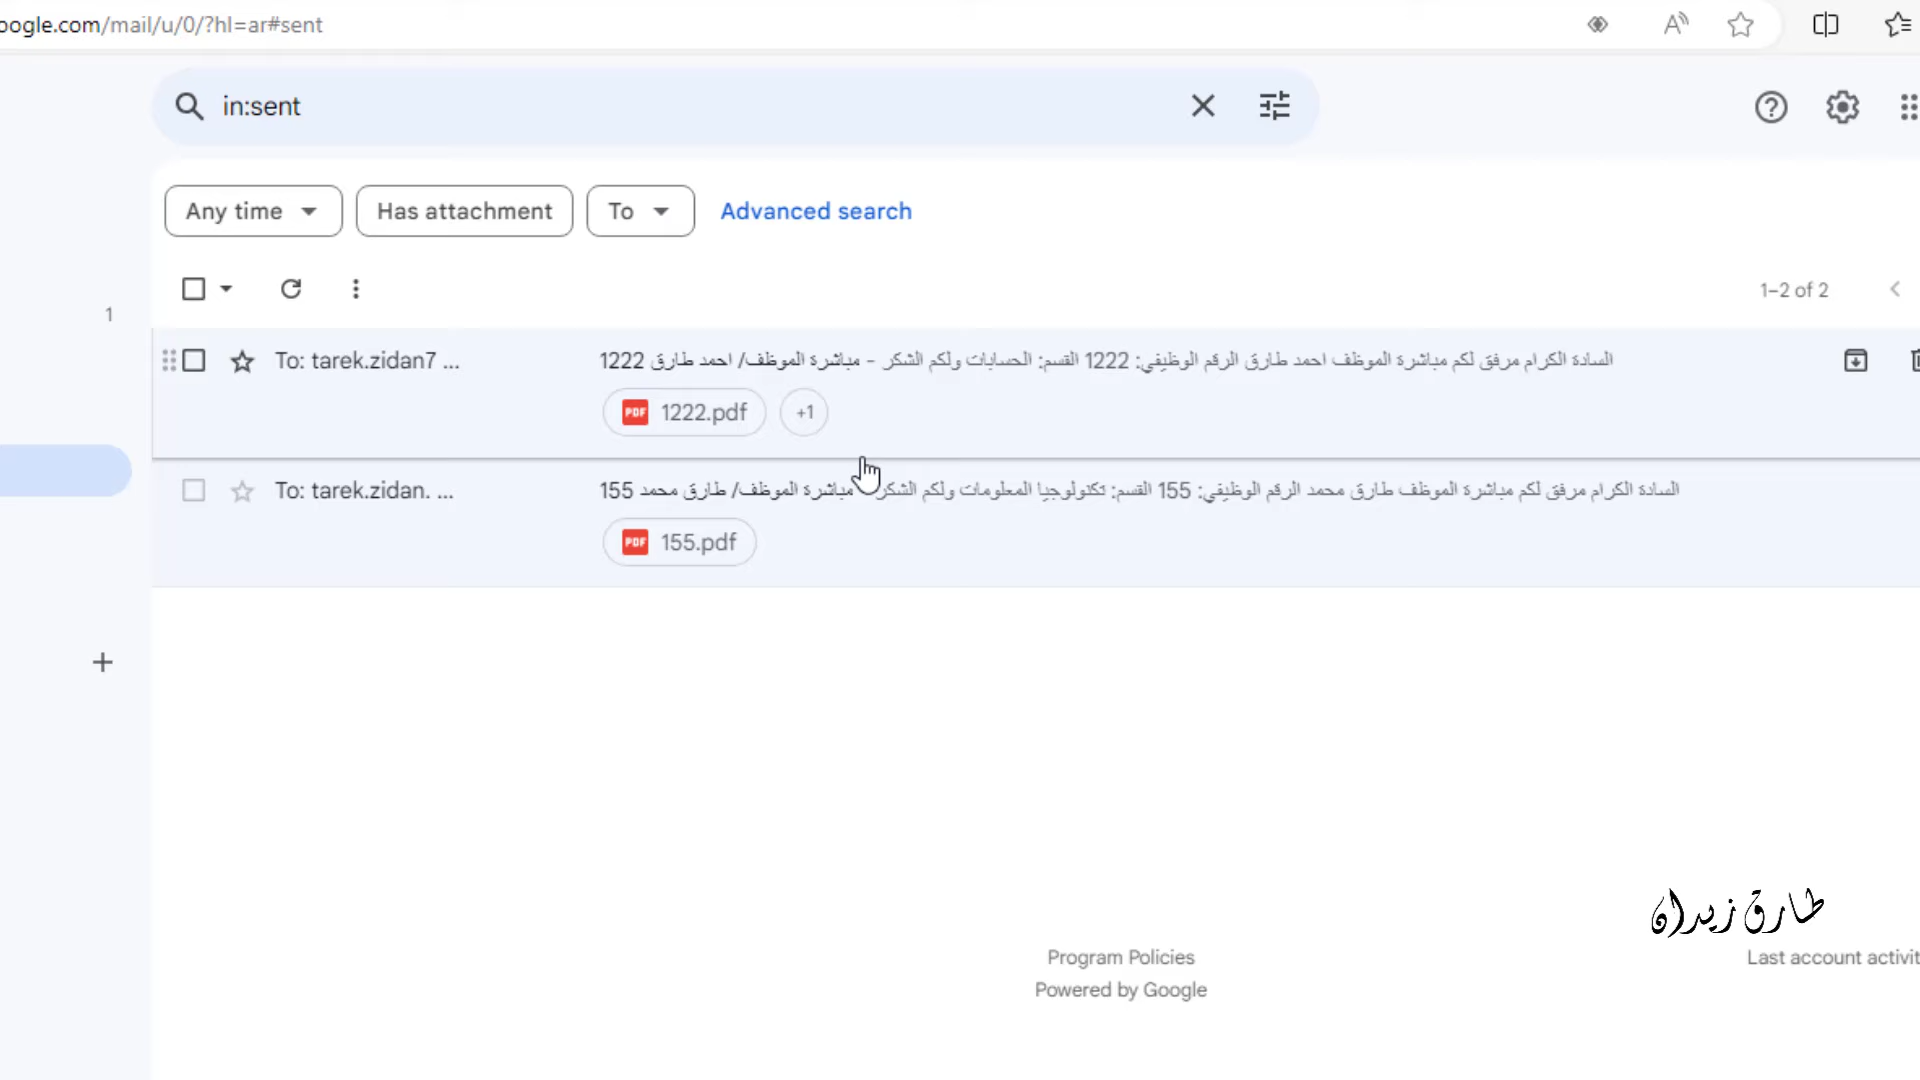 oogle.com/mail/u/0/?hl=ar#sent
in:sent
Any time
Has attachment
To
Advanced search
1–2 of 2
1
To: tarek.zidan7 ...
مباشرة الموظف/ احمد طارق 1222 - السادة الكرام مرفق لكم مباشرة الموظف احمد طارق الرقم الوظيفي: 1222 القسم: الحسابات ولكم الشكر
PDF 1222.pdf
+1
To: tarek.zidan. ...
مباشرة الموظف/ طارق محمد 155 السادة الكرام مرفق لكم مباشرة الموظف طارق محمد الرقم الوظيفي: 155 القسم: تكنولوجيا المعلومات ولكم الشكر
PDF 155.pdf
طارق زيدان
Program Policies
Last account activit
Powered by Google